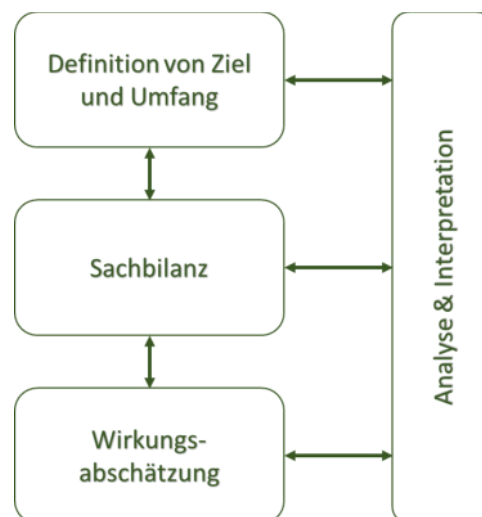 Definition von Ziel
und Umfang
Sachbilanz
Wirkungs-
abschätzung
Analyse & Interpretation